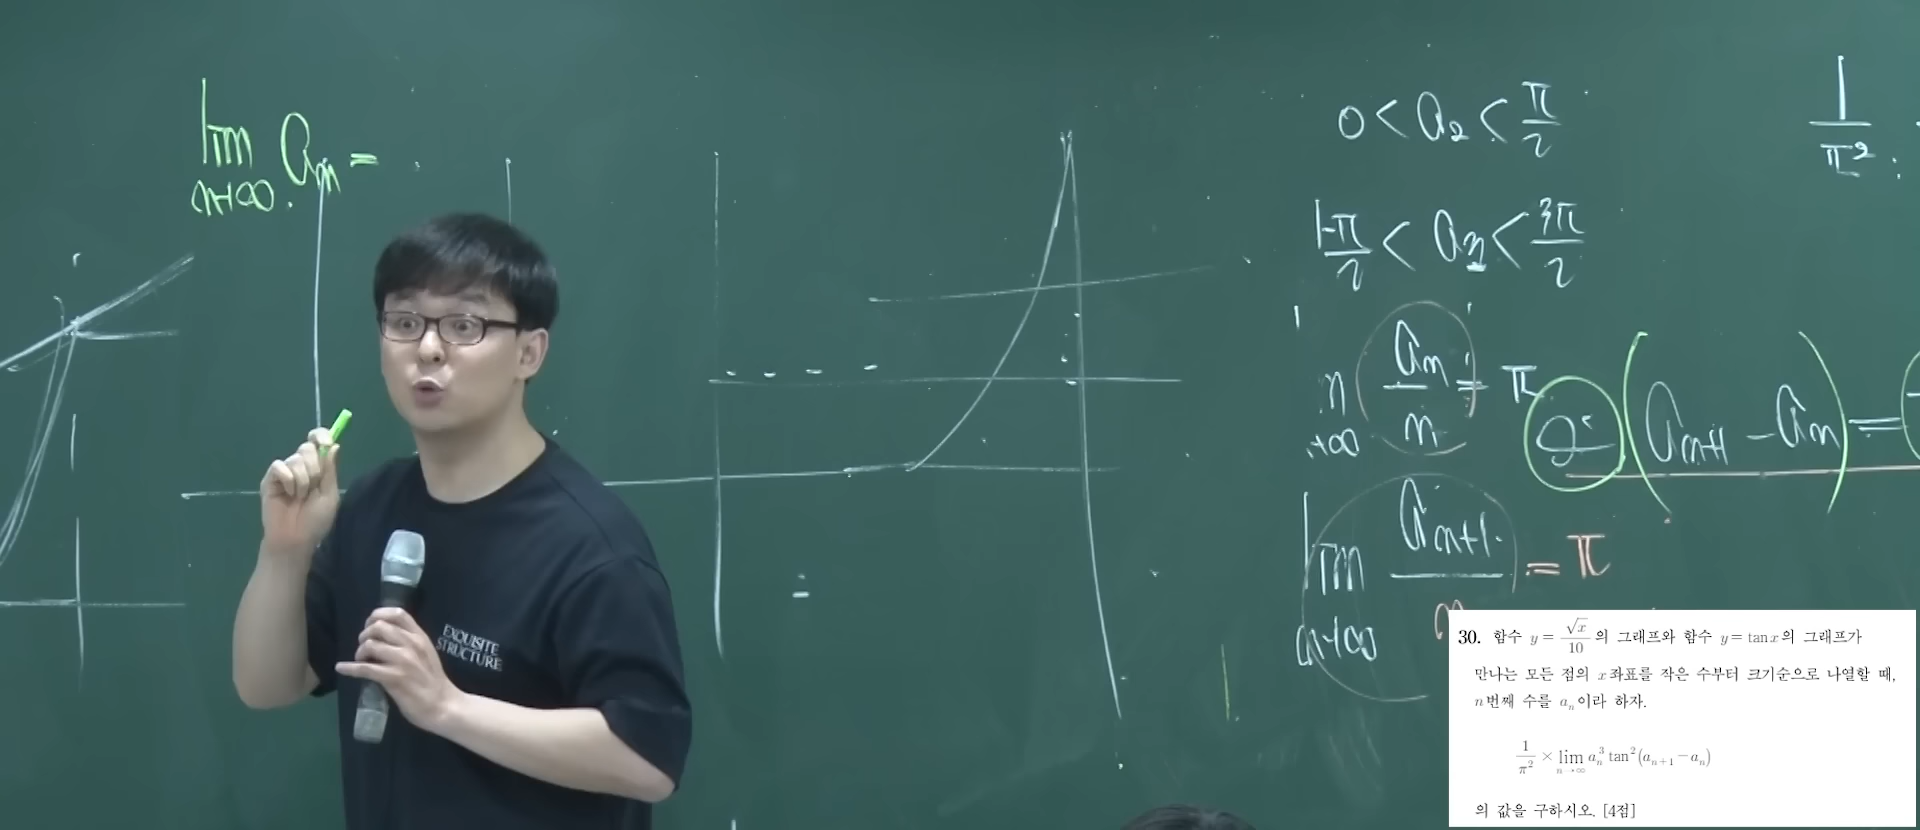 lim aₙ =
n→∞
0 < a₂ < π/2
π/2 < aₙ < 3π/2
aₙ/n = π
n→∞
(aₙ₊₁ - aₙ) =
lim aₙ₊₁ = π
n→∞
1/π²
EXQUISITE
STRUCTURE
30. 함수 y = √x/10 의 그래프와 함수 y = tan x의 그래프가
만나는 모든 점의 x좌표를 작은 수부터 크기순으로 나열할 때,
n번째 수를 aₙ이라 하자.
1/π² × lim n→∞ aₙ³ tan²(aₙ₊₁ − aₙ)
의 값을 구하시오. [4점]